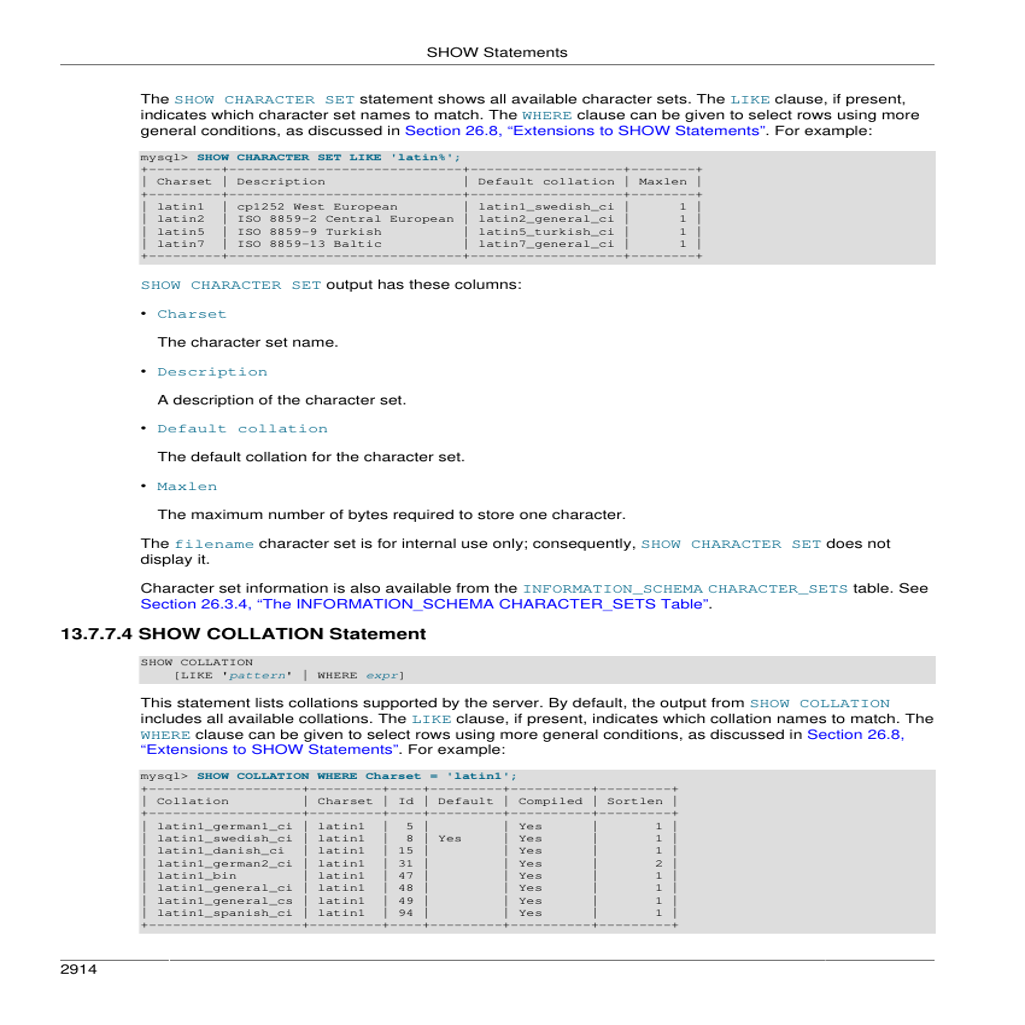 SHOW Statements
The SHOW CHARACTER SET statement shows all available character sets. The LIKE clause, if present,
indicates which character set names to match. The WHERE clause can be given to select rows using more
general conditions, as discussed in Section 26.8, “Extensions to SHOW Statements”. For example:
mysql> SHOW CHARACTER SET LIKE 'latin%';
+---------+-----------------------------+-------------------+--------+
| Charset | Description                 | Default collation | Maxlen |
+---------+-----------------------------+-------------------+--------+
| latin1  | cp1252 West European        | latin1_swedish_ci |      1 |
| latin2  | ISO 8859-2 Central European | latin2_general_ci |      1 |
| latin5  | ISO 8859-9 Turkish          | latin5_turkish_ci |      1 |
| latin7  | ISO 8859-13 Baltic          | latin7_general_ci |      1 |
+---------+-----------------------------+-------------------+--------+
SHOW CHARACTER SET output has these columns:
• Charset
The character set name.
• Description
A description of the character set.
• Default collation
The default collation for the character set.
• Maxlen
The maximum number of bytes required to store one character.
The filename character set is for internal use only; consequently, SHOW CHARACTER SET does not
display it.
Character set information is also available from the INFORMATION_SCHEMA CHARACTER_SETS table. See
Section 26.3.4, “The INFORMATION_SCHEMA CHARACTER_SETS Table”.
13.7.7.4 SHOW COLLATION Statement
SHOW COLLATION
    [LIKE 'pattern' | WHERE expr]
This statement lists collations supported by the server. By default, the output from SHOW COLLATION
includes all available collations. The LIKE clause, if present, indicates which collation names to match. The
WHERE clause can be given to select rows using more general conditions, as discussed in Section 26.8,
“Extensions to SHOW Statements”. For example:
mysql> SHOW COLLATION WHERE Charset = 'latin1';
+-------------------+---------+----+---------+----------+---------+
| Collation         | Charset | Id | Default | Compiled | Sortlen |
+-------------------+---------+----+---------+----------+---------+
| latin1_german1_ci | latin1  |  5 |         | Yes      |       1 |
| latin1_swedish_ci | latin1  |  8 | Yes     | Yes      |       1 |
| latin1_danish_ci  | latin1  | 15 |         | Yes      |       1 |
| latin1_german2_ci | latin1  | 31 |         | Yes      |       2 |
| latin1_bin        | latin1  | 47 |         | Yes      |       1 |
| latin1_general_ci | latin1  | 48 |         | Yes      |       1 |
| latin1_general_cs | latin1  | 49 |         | Yes      |       1 |
| latin1_spanish_ci | latin1  | 94 |         | Yes      |       1 |
+-------------------+---------+----+---------+----------+---------+
2914